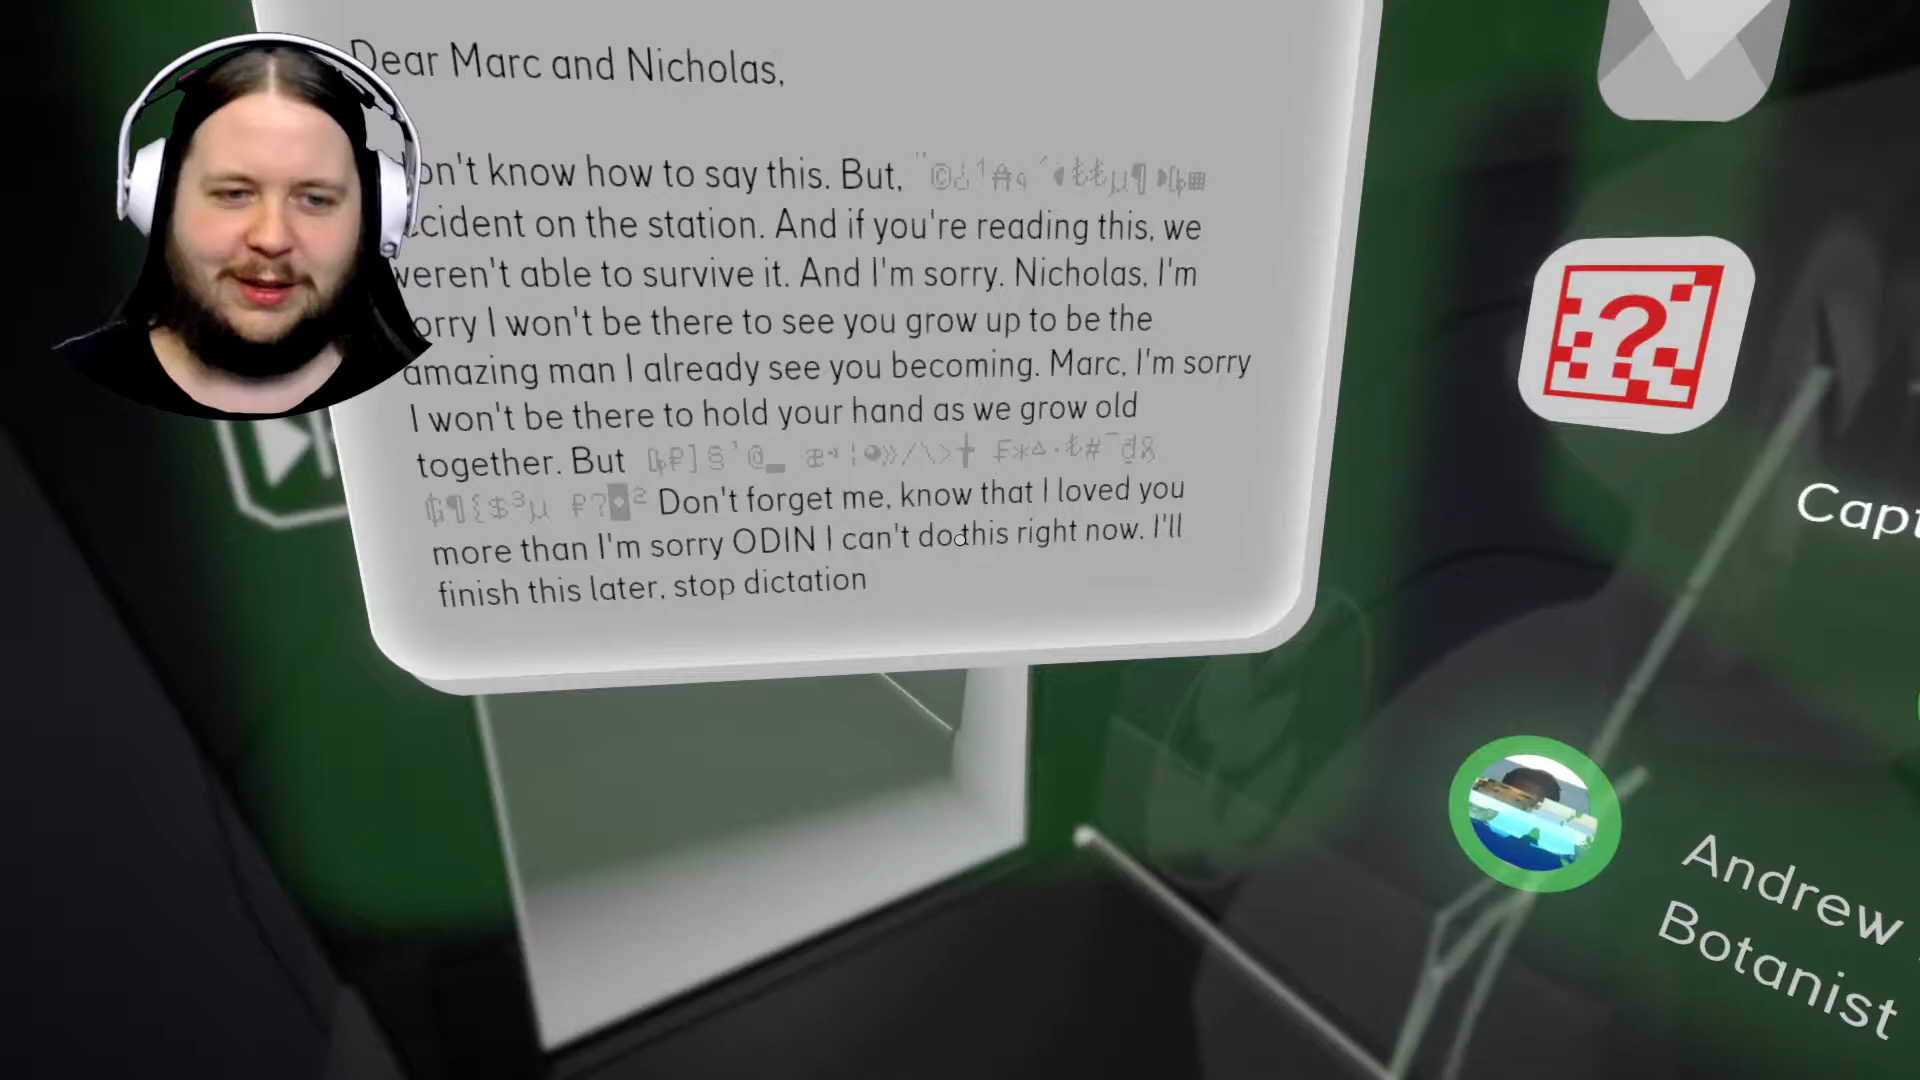 Dear Marc and Nicholas,
on't know how to say this. But,
ccident on the station. And if you're reading this, we
weren't able to survive it. And I'm sorry. Nicholas, I'm
orry I won't be there to see you grow up to be the
amazing man I already see you becoming. Marc, I'm sorry
I won't be there to hold your hand as we grow old
together. But
Don't forget me, know that I loved you
more than I'm sorry ODIN I can't do this right now. I'll
finish this later, stop dictation
?
Capt
Andrew
Botanist